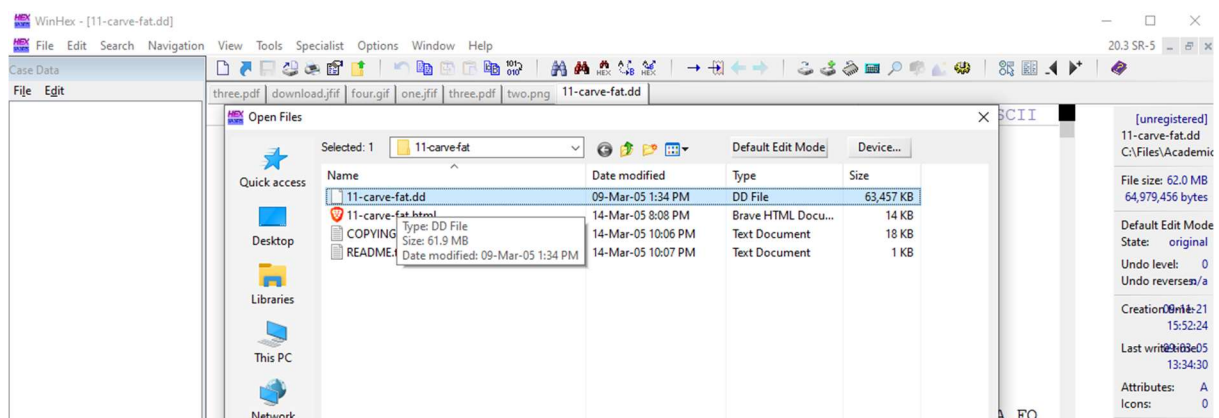 WinHex - [11-carve-fat.dd]
File Edit Search Navigation View Tools Specialist Options Window Help
20.3 SR-5
Case Data
File Edit
three.pdf download.jfif four.gif one.jfif three.pdf two.png 11-carve-fat.dd
Open Files
SCII
[unregistered]
11-carve-fat.dd
C:\Files\Academic
Selected: 1 11-carve-fat Default Edit Mode Device...
Quick access
Desktop
Libraries
This PC
Network
Name Date modified Type Size
11-carve-fat.dd 09-Mar-05 1:34 PM DD File 63,457 KB
11-carve-fat.html 14-Mar-05 8:08 PM Brave HTML Docu... 14 KB
COPYING 14-Mar-05 10:06 PM Text Document 18 KB
README. 14-Mar-05 10:07 PM Text Document 1 KB
Type: DD File
Size: 61.9 MB
Date modified: 09-Mar-05 1:34 PM
File size: 62.0 MB
64,979,456 bytes
Default Edit Mode
State: original
Undo level: 0
Undo reverses: n/a
Creation
15:52:24
Last write
13:34:30
Attributes: A
Icons: 0